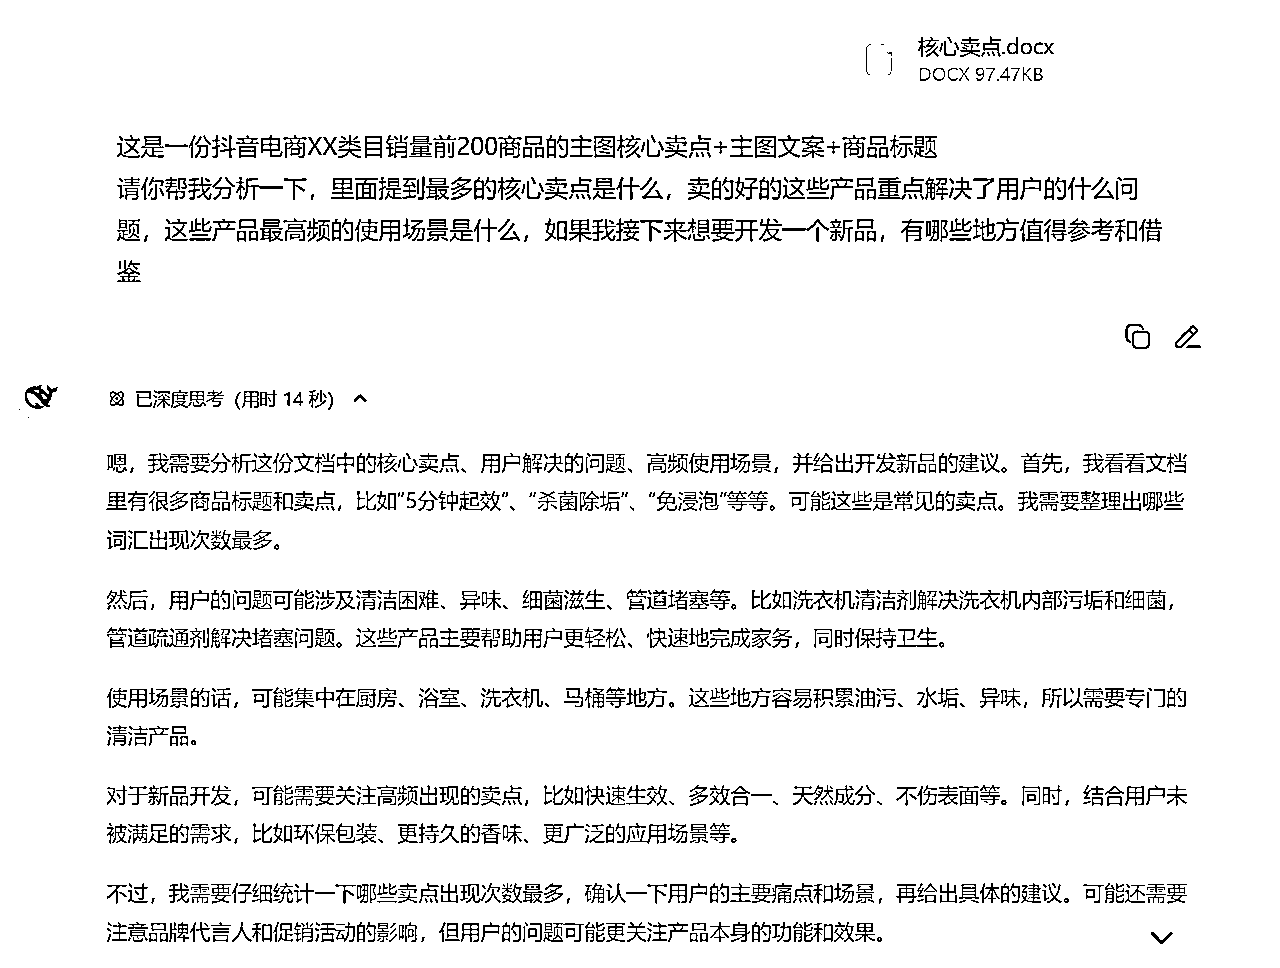 核心卖点.docx
DOCX 97.47KB
这是一份抖音电商XX类目销量前200商品的主图核心卖点+主图文案+商品标题
请你帮我分析一下，里面提到最多的核心卖点是什么，卖的好的这些产品重点解决了用户的什么问
题，这些产品最高频的使用场景是什么，如果我接下来想要开发一个新品，有哪些地方值得参考和借
鉴
已深度思考（用时 14 秒）
嗯，我需要分析这份文档中的核心卖点、用户解决的问题、高频使用场景，并给出开发新品的建议。首先，我看看文档
里有很多商品标题和卖点，比如“5分钟起效”、“杀菌除垢”、“免浸泡”等等。可能这些是常见的卖点。我需要整理出哪些
词汇出现次数最多。
然后，用户的问题可能涉及清洁困难、异味、细菌滋生、管道堵塞等。比如洗衣机清洁剂解决洗衣机内部污垢和细菌，
管道疏通剂解决堵塞问题。这些产品主要帮助用户更轻松、快速地完成家务，同时保持卫生。
使用场景的话，可能集中在厨房、浴室、洗衣机、马桶等地方。这些地方容易积累油污、水垢、异味，所以需要专门的
清洁产品。
对于新品开发，可能需要关注高频出现的卖点，比如快速生效、多效合一、天然成分、不伤表面等。同时，结合用户未
被满足的需求，比如环保包装、更持久的香味、更广泛的应用场景等。
不过，我需要仔细统计一下哪些卖点出现次数最多，确认一下用户的主要痛点和场景，再给出具体的建议。可能还需要
注意品牌代言人和促销活动的影响，但用户的问题可能更关注产品本身的功能和效果。